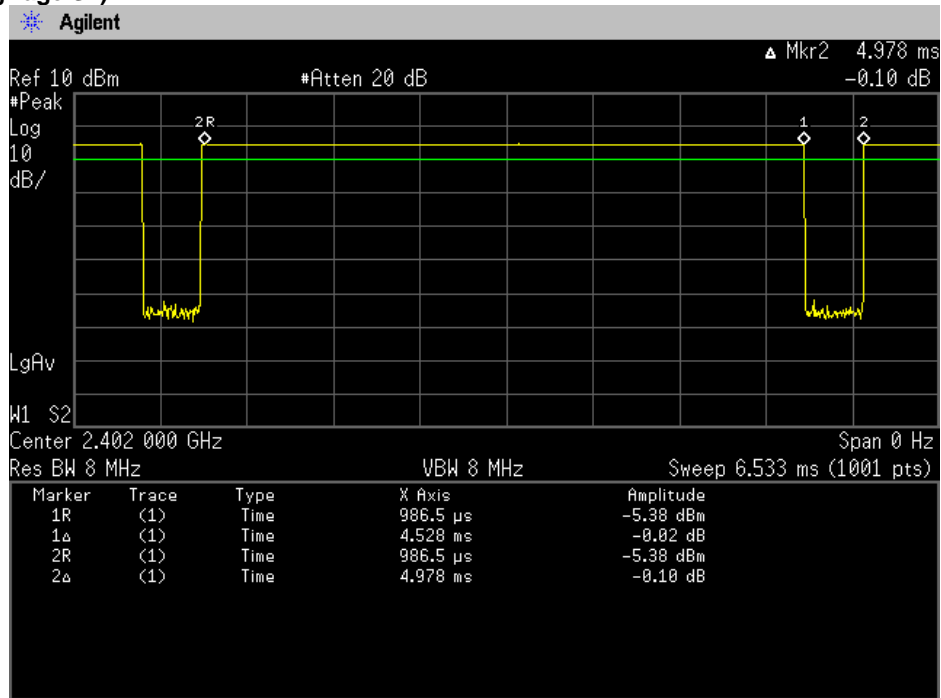 Agilent
Δ Mkr2 4.978 ms
Ref 10 dBm #Atten 20 dB -0.10 dB
#Peak
Log
10
dB/
2R
1
2
LgAv
W1 S2
Center 2.402 000 GHz Span 0 Hz
Res BW 8 MHz VBW 8 MHz Sweep 6.533 ms (1001 pts)
Marker Trace Type X Axis Amplitude
1R (1) Time 986.5 µs -5.38 dBm
1Δ (1) Time 4.528 ms -0.02 dB
2R (1) Time 986.5 µs -5.38 dBm
2Δ (1) Time 4.978 ms -0.10 dB